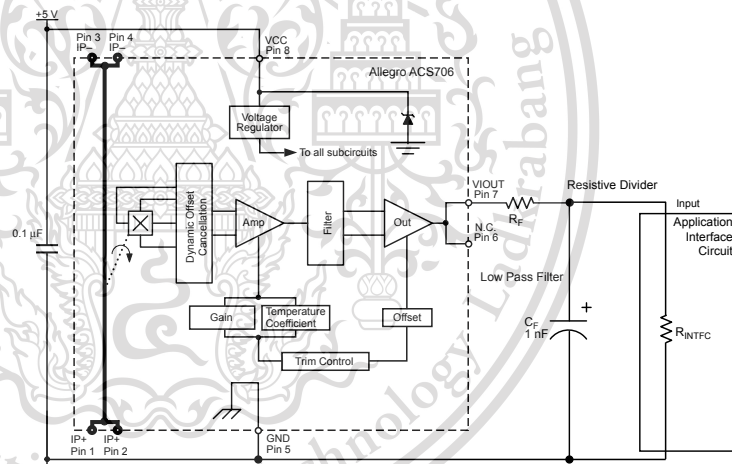 +5 V
Pin 3 Pin 4
IP– IP–
VCC
Pin 8
Allegro ACS706
Voltage
Regulator
To all subcircuits
VIOUT
Pin 7
N.C.
Pin 6
RF
Resistive Divider
Input
Application
Interface
Circuit
0.1 µF
Dynamic Offset
Cancellation
Amp
Filter
Out
Low Pass Filter
CF
1 nF
+
RINTFC
Gain
Temperature
Coefficient
Offset
Trim Control
IP+ IP+
Pin 1 Pin 2
GND
Pin 5
Technology Ladkrabang